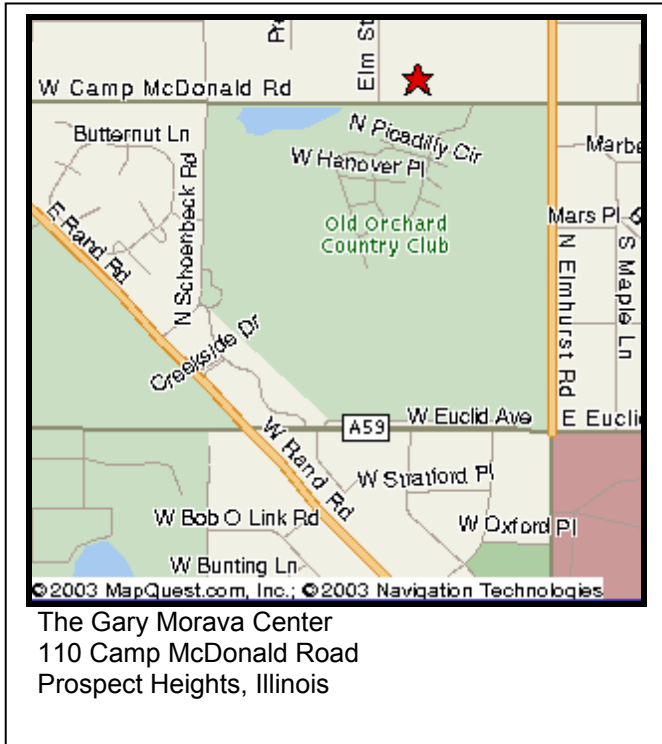 Elm St
W Camp McDonald Rd
Butternut Ln
N Picadilly Cir
W Hanover Pl
Marbe
E Rand Rd
N Schoenbeck Rd
Old Orchard
Country Club
Mars Pl
N Elmhurst Rd
S Maple Ln
Creekside Dr
W Rand Rd
A59
W Euclid Ave
E Eucli
W Stratford Pl
W Bob O Link Rd
W Oxford Pl
W Bunting Ln
©2003 MapQuest.com, Inc.; ©2003 Navigation Technologies
The Gary Morava Center
110 Camp McDonald Road
Prospect Heights, Illinois